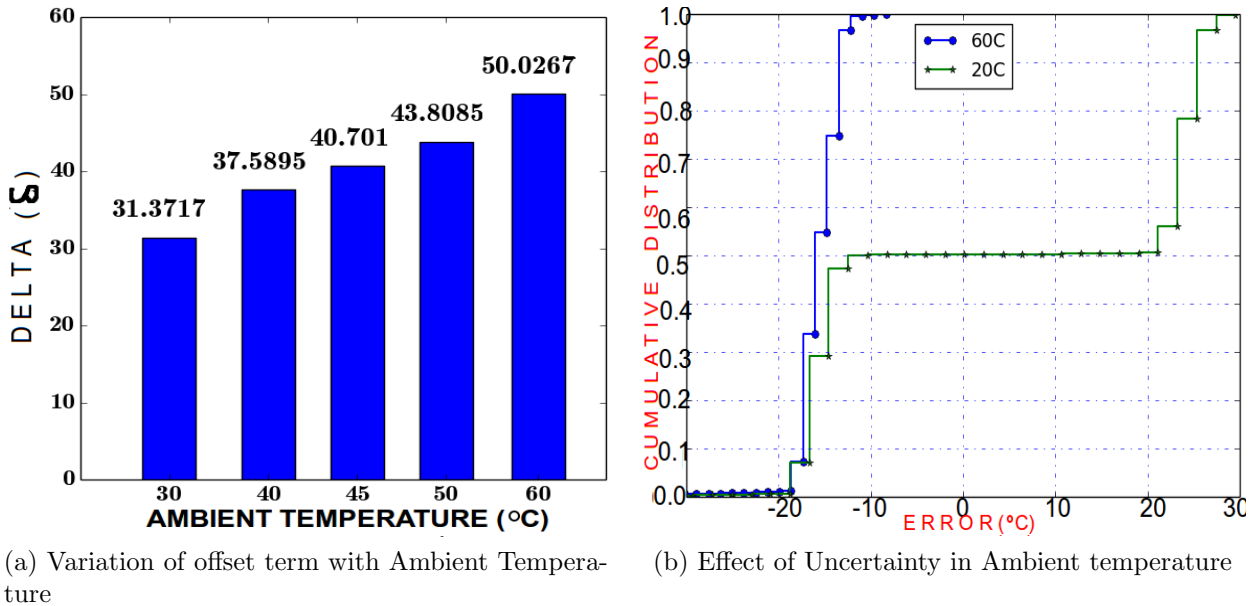 60
50
40
30
20
10
0
DELTA (δ)
31.3717
37.5895
40.701
43.8085
50.0267
30 40 45 50 60
AMBIENT TEMPERATURE (°C)
(a) Variation of offset term with Ambient Tempera-
ture
CUMULATIVE DISTRIBUTION
1.0
0.9
0.8
0.7
0.6
0.5
0.4
0.3
0.2
0.1
0.0
60C
20C
-20 -10 0 10 20 30
ERROR(°C)
(b) Effect of Uncertainty in Ambient temperature